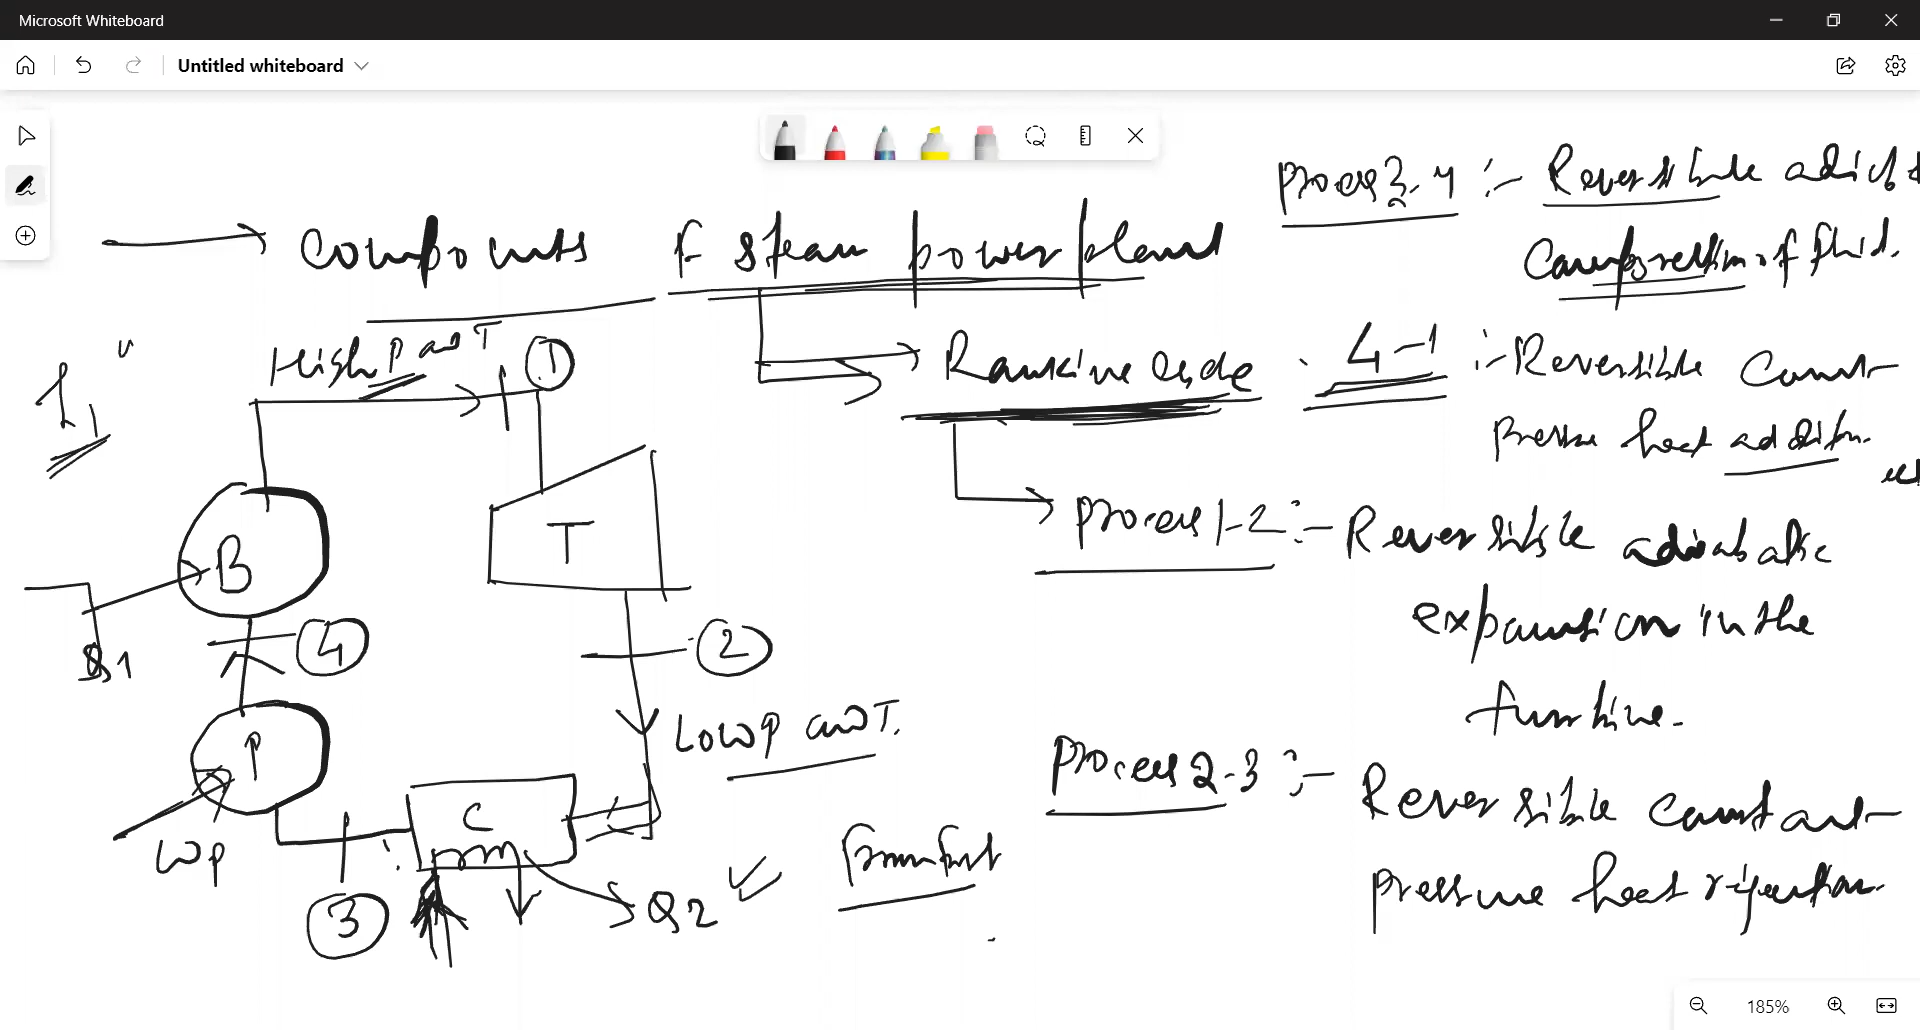 Microsoft Whiteboard
Untitled whiteboard
Components of steam power plant
High P and T
1
B
T
Q1
4
2
Low P and T.
P
WP
C
3
Q2
Rankine cycle
Process 1-2 :- Reversible adiabatic
expansion in the
turbine.
Process 2-3 :- Reversible constant
pressure heat rejection
Process 3-4 :- Reversible
Compression of fluid.
4-1 :- Reversible Const
Pressure heat addition.
185%